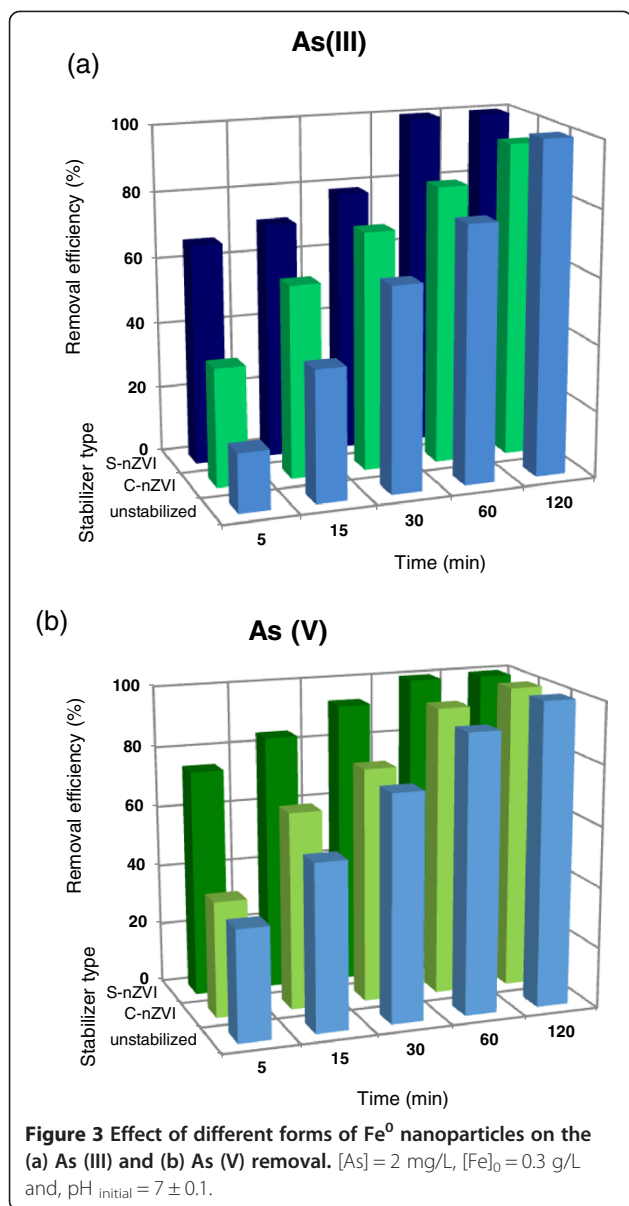 As(III)
(a)
Removal efficiency (%)
100
80
60
40
20
0
Stabilizer type
S-nZVI
C-nZVI
unstabilized
5
15
30
60
120
Time (min)
(b)
As (V)
Removal efficiency (%)
100
80
60
40
20
0
Stabilizer type
S-nZVI
C-nZVI
unstabilized
5
15
30
60
120
Time (min)
Figure 3 Effect of different forms of Fe⁰ nanoparticles on the
(a) As (III) and (b) As (V) removal. [As] = 2 mg/L, [Fe]₀ = 0.3 g/L
and, pH initial = 7 ± 0.1.